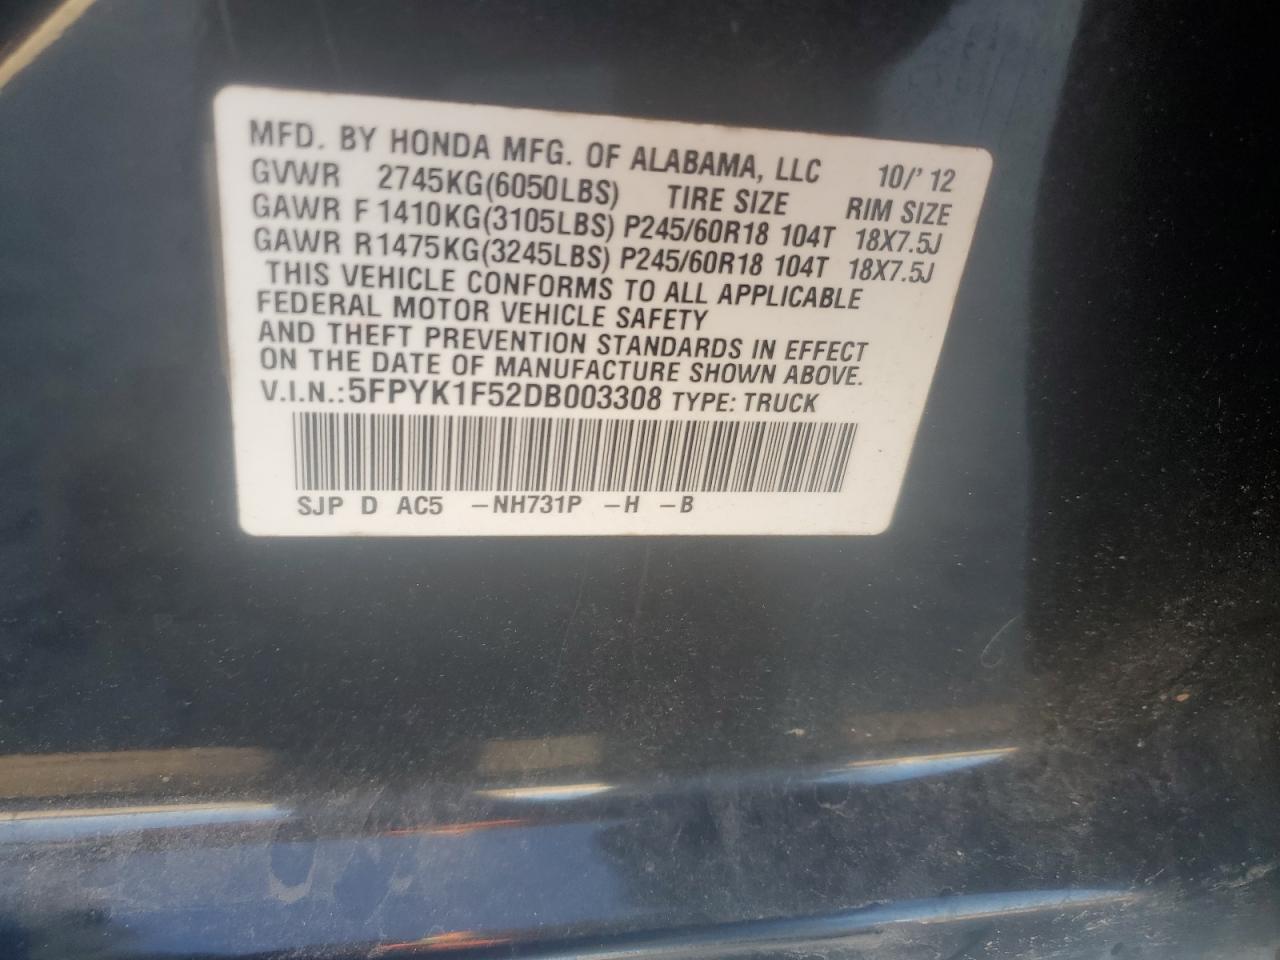 MFD. BY HONDA MFG. OF ALABAMA, LLC 10/'12
GVWR 2745KG(6050LBS) TIRE SIZE RIM SIZE
GAWR F 1410KG(3105LBS) P245/60R18 104T 18X7.5J
GAWR R1475KG(3245LBS) P245/60R18 104T 18X7.5J
THIS VEHICLE CONFORMS TO ALL APPLICABLE
FEDERAL MOTOR VEHICLE SAFETY
AND THEFT PREVENTION STANDARDS IN EFFECT
ON THE DATE OF MANUFACTURE SHOWN ABOVE.
V.I.N.:5FPYK1F52DB003308 TYPE: TRUCK
SJP D AC5 -NH731P -H -B